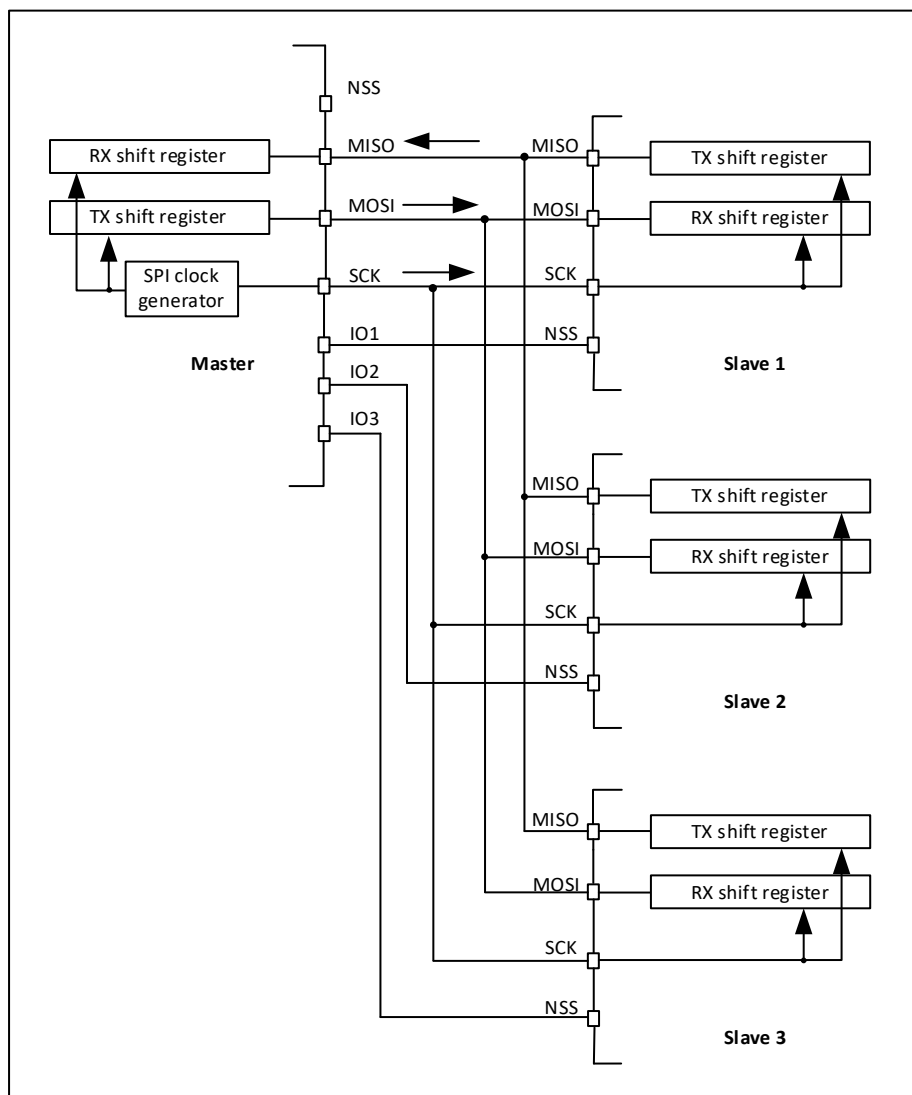 NSS
RX shift register
MISO
MISO
TX shift register
TX shift register
MOSI
MOSI
RX shift register
SPI clock
generator
SCK
SCK
IO1
NSS
Master
Slave 1
IO2
IO3
MISO
TX shift register
MOSI
RX shift register
SCK
NSS
Slave 2
MISO
TX shift register
MOSI
RX shift register
SCK
NSS
Slave 3